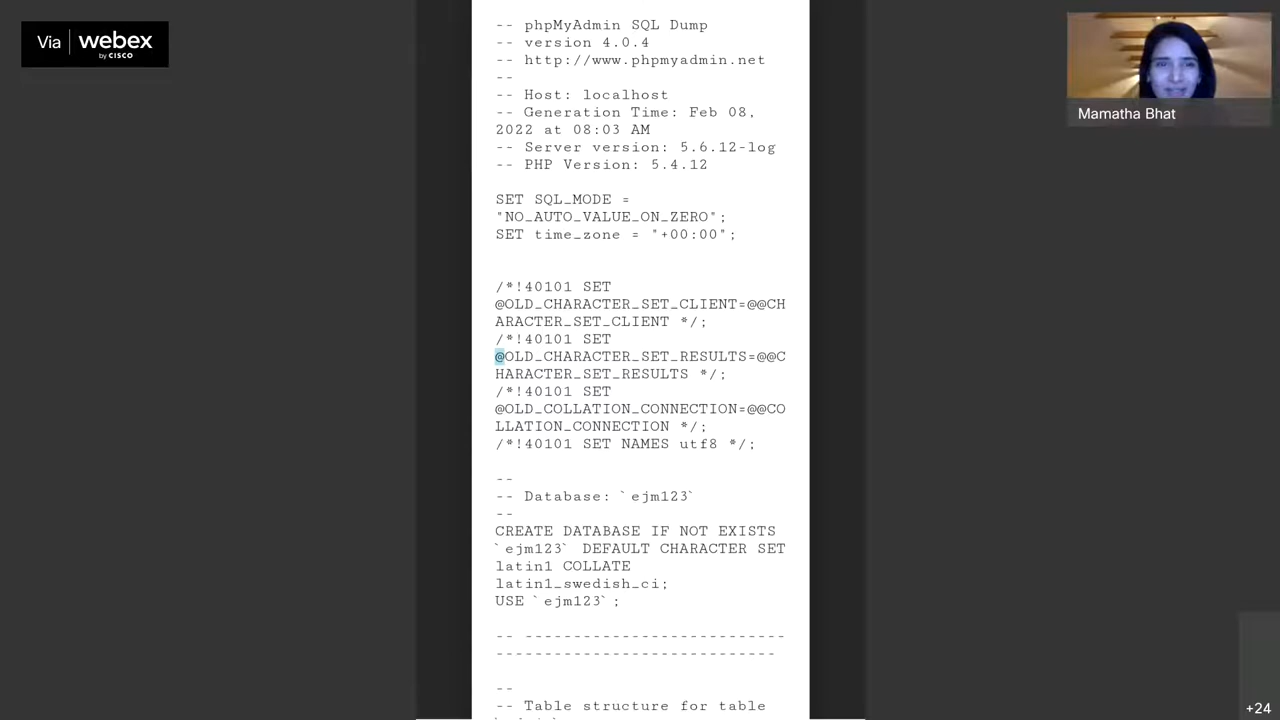 Via webex
by CISCO
-- phpMyAdmin SQL Dump
-- version 4.0.4
-- http://www.phpmyadmin.net
--
-- Host: localhost
-- Generation Time: Feb 08,
2022 at 08:03 AM
-- Server version: 5.6.12-log
-- PHP Version: 5.4.12
SET SQL_MODE =
"NO_AUTO_VALUE_ON_ZERO";
SET time_zone = "+00:00";
/*!40101 SET
@OLD_CHARACTER_SET_CLIENT=@@CH
ARACTER_SET_CLIENT */;
/*!40101 SET
@OLD_CHARACTER_SET_RESULTS=@@C
HARACTER_SET_RESULTS */;
/*!40101 SET
@OLD_COLLATION_CONNECTION=@@CO
LLATION_CONNECTION */;
/*!40101 SET NAMES utf8 */;
--
-- Database: `ejm123`
--
CREATE DATABASE IF NOT EXISTS
`ejm123` DEFAULT CHARACTER SET
latin1 COLLATE
latin1_swedish_ci;
USE `ejm123`;
-- ---------------------------
-----------------------------
--
-- Table structure for table
Mamatha Bhat
+24